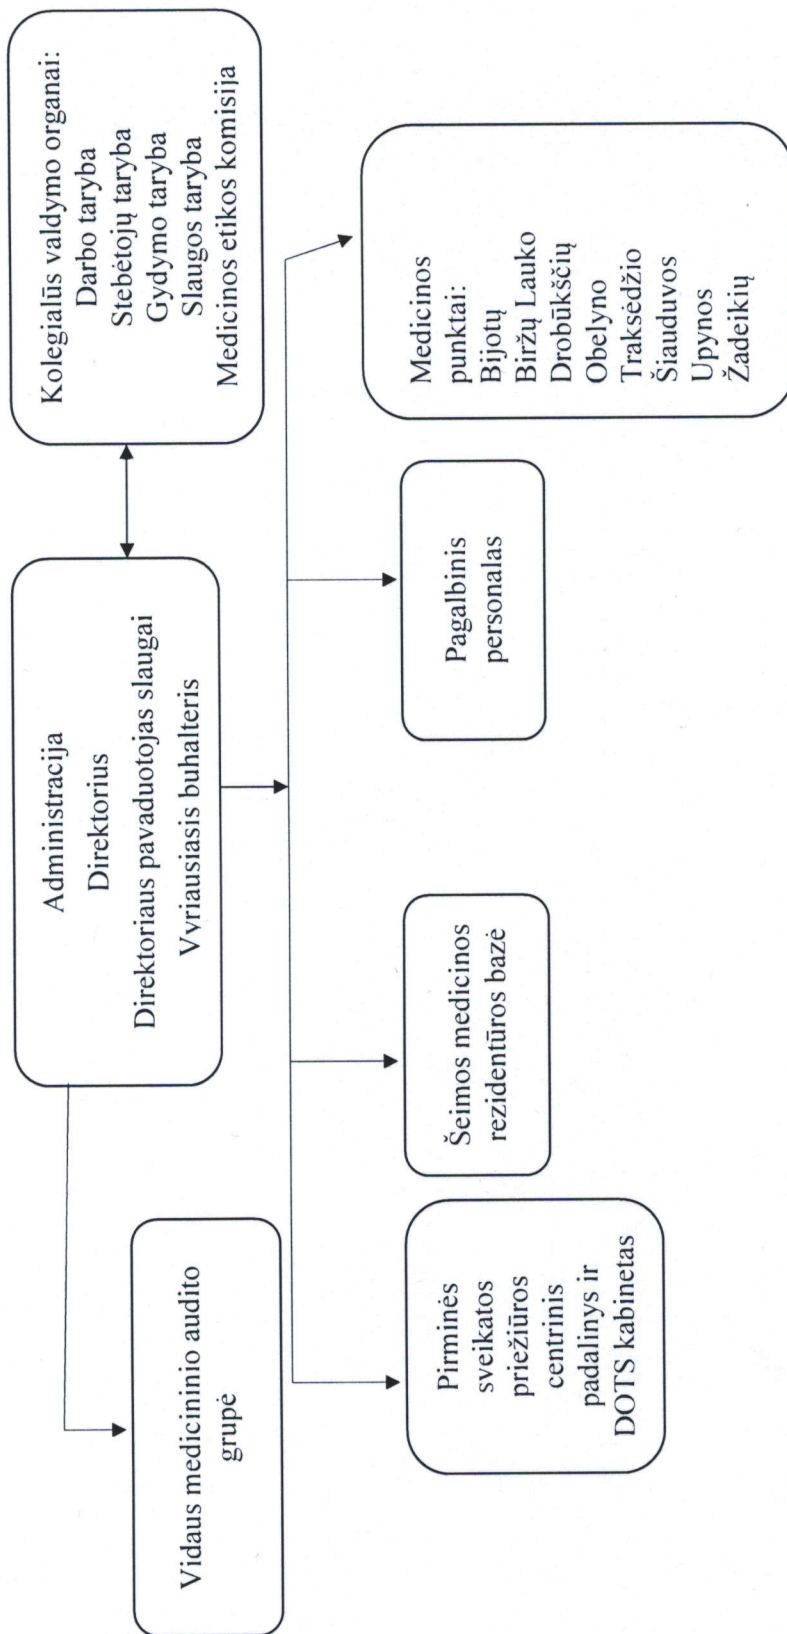 Administracija
Direktorius
Direktoriaus pavaduotojas slaugai
Vyriausiasis buhalteris
Kolegialūs valdymo organai:
Darbo taryba
Stebėtojų taryba
Gydymo taryba
Slaugos taryba
Medicinos etikos komisija
Vidaus medicininio audito
grupė
Pirminės
sveikatos
priežiūros
centrinis
padalinys ir
DOTS kabinetas
Šeimos medicinos
rezidentūros bazė
Pagalbinis
personalas
Medicinos
punktai:
Bijotų
Biržų Lauko
Drobūkščių
Obelyno
Traksėdžio
Šiauduvos
Upynos
Žadeikių